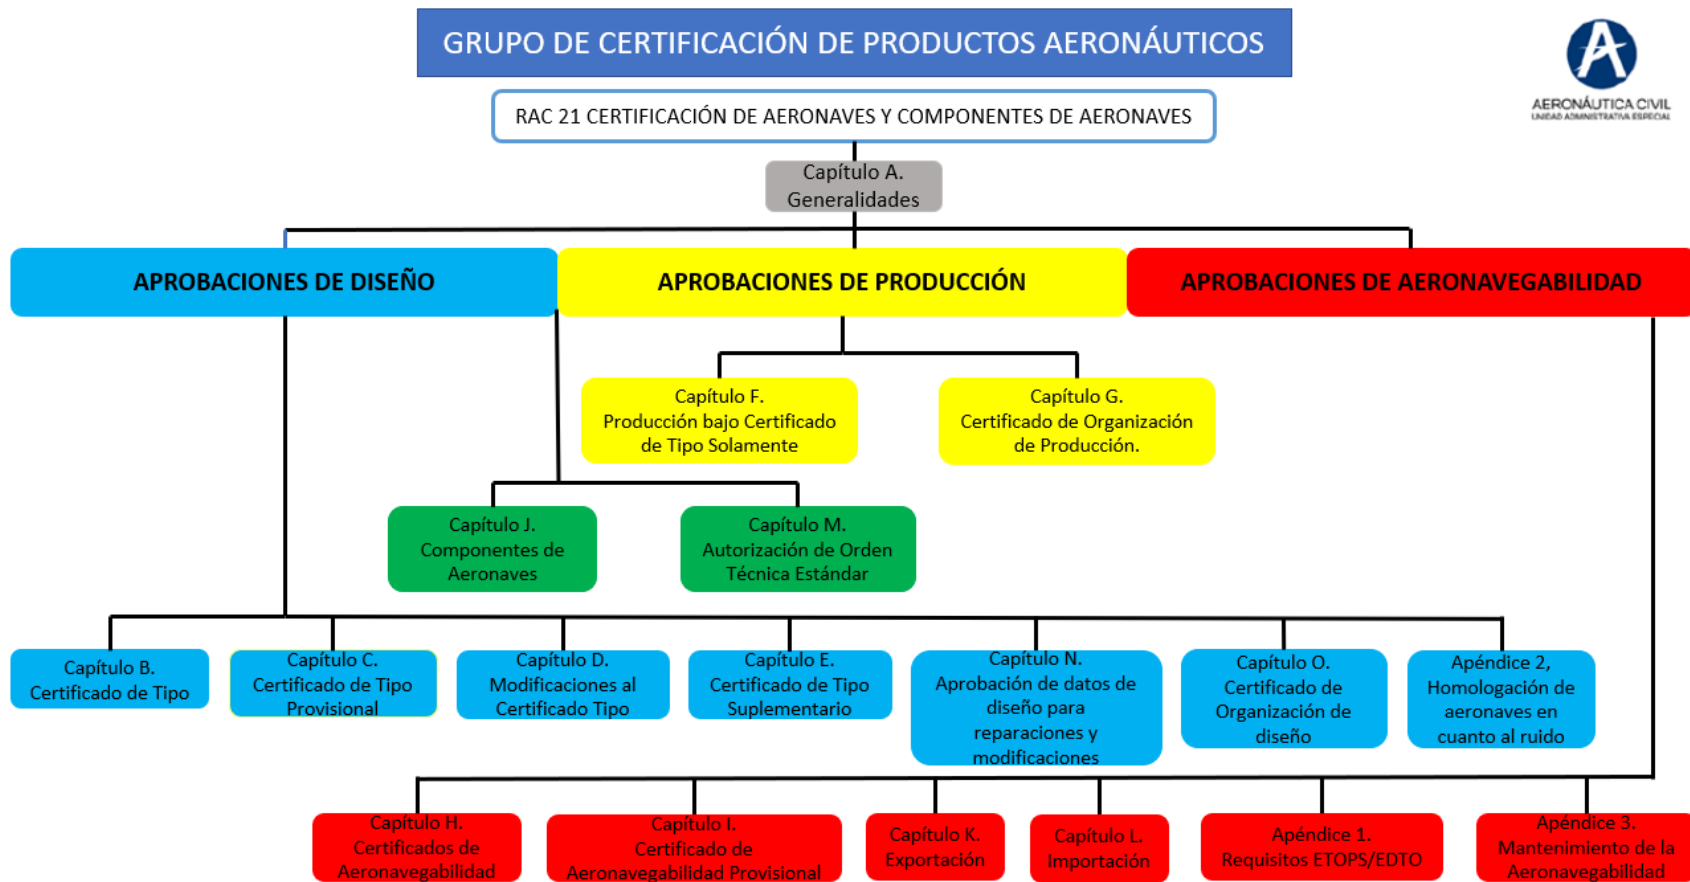 GRUPO DE CERTIFICACIÓN DE PRODUCTOS AERONÁUTICOS
AERONÁUTICA CIVIL
UNIDAD ADMINISTRATIVA ESPECIAL
RAC 21 CERTIFICACIÓN DE AERONAVES Y COMPONENTES DE AERONAVES
Capítulo A.
Generalidades
APROBACIONES DE DISEÑO
APROBACIONES DE PRODUCCIÓN
APROBACIONES DE AERONAVEGABILIDAD
Capítulo F.
Producción bajo Certificado
de Tipo Solamente
Capítulo G.
Certificado de Organización
de Producción.
Capítulo J.
Componentes de
Aeronaves
Capítulo M.
Autorización de Orden
Técnica Estándar
Capítulo B.
Certificado de Tipo
Capítulo C.
Certificado de Tipo
Provisional
Capítulo D.
Modificaciones al
Certificado Tipo
Capítulo E.
Certificado de Tipo
Suplementario
Capítulo N.
Aprobación de datos de
diseño para
reparaciones y
modificaciones
Capítulo O.
Certificado de
Organización de
diseño
Apéndice 2,
Homologación de
aeronaves en
cuanto al ruido
Capítulo H.
Certificados de
Aeronavegabilidad
Capítulo I.
Certificado de
Aeronavegabilidad Provisional
Capítulo K.
Exportación
Capítulo L.
Importación
Apéndice 1.
Requisitos ETOPS/EDTO
Apéndice 3.
Mantenimiento de la
Aeronavegabilidad